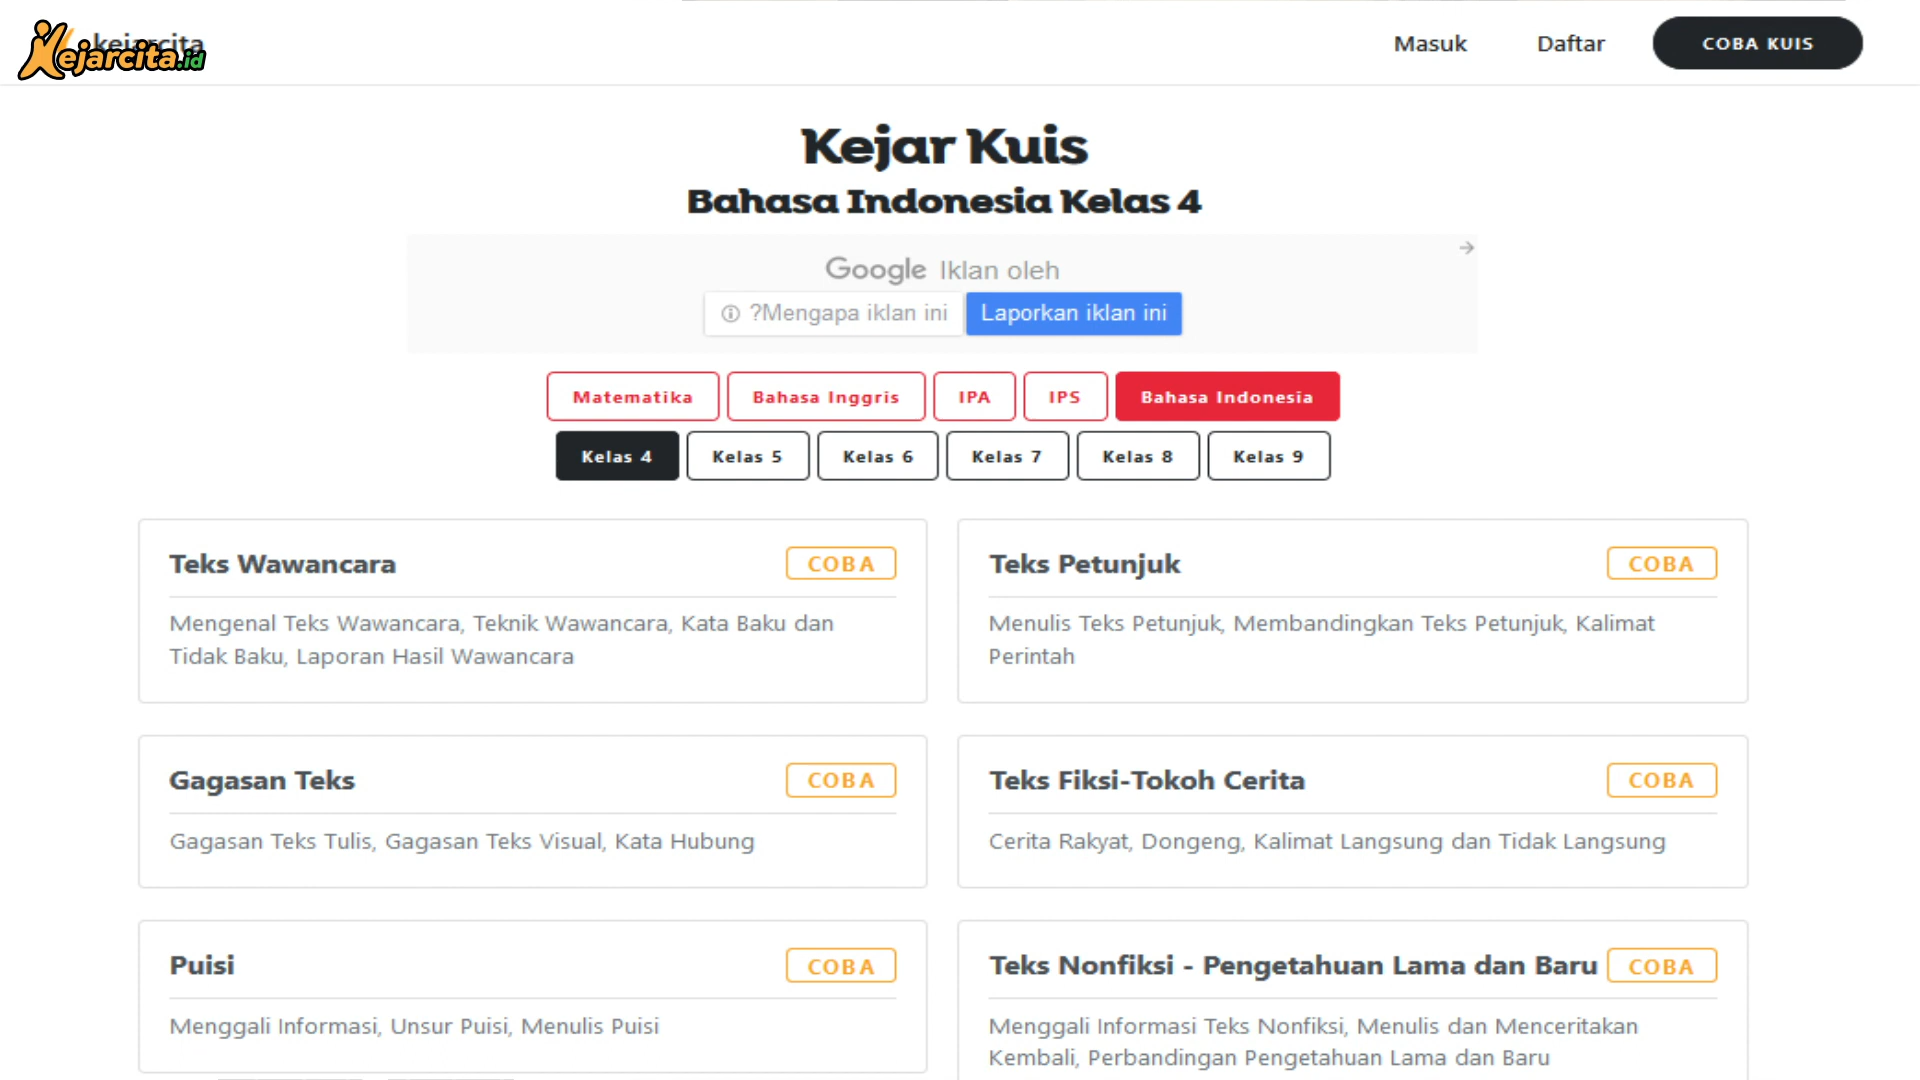 kejarcita
Kejarcita.id
Masuk
Daftar
COBA KUIS
Kejar Kuis
Bahasa Indonesia Kelas 4
Google Iklan oleh
?Mengapa iklan ini
Laporkan iklan ini
Matematika
Bahasa Inggris
IPA
IPS
Bahasa Indonesia
Kelas 4
Kelas 5
Kelas 6
Kelas 7
Kelas 8
Kelas 9
Teks Wawancara
COBA
Mengenal Teks Wawancara, Teknik Wawancara, Kata Baku dan
Tidak Baku, Laporan Hasil Wawancara
Teks Petunjuk
COBA
Menulis Teks Petunjuk, Membandingkan Teks Petunjuk, Kalimat
Perintah
Gagasan Teks
COBA
Gagasan Teks Tulis, Gagasan Teks Visual, Kata Hubung
Teks Fiksi-Tokoh Cerita
COBA
Cerita Rakyat, Dongeng, Kalimat Langsung dan Tidak Langsung
Puisi
COBA
Menggali Informasi, Unsur Puisi, Menulis Puisi
Teks Nonfiksi - Pengetahuan Lama dan Baru
COBA
Menggali Informasi Teks Nonfiksi, Menulis dan Menceritakan
Kembali, Perbandingan Pengetahuan Lama dan Baru